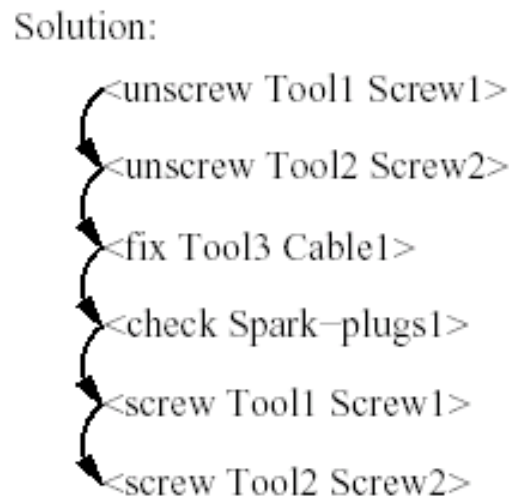 Solution:
<unscrew Tool1 Screw1>
<unscrew Tool2 Screw2>
<fix Tool3 Cable1>
<check Spark-plugs1>
<screw Tool1 Screw1>
<screw Tool2 Screw2>